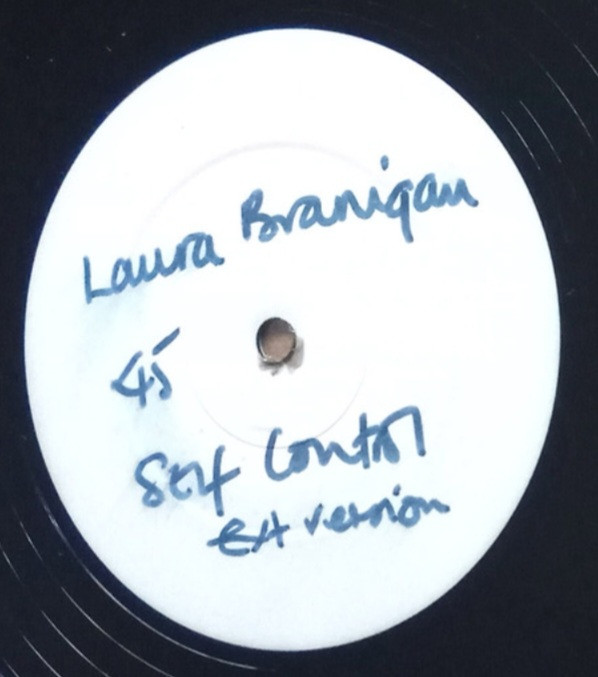 Laura Branigan
45
Self Control
ext version